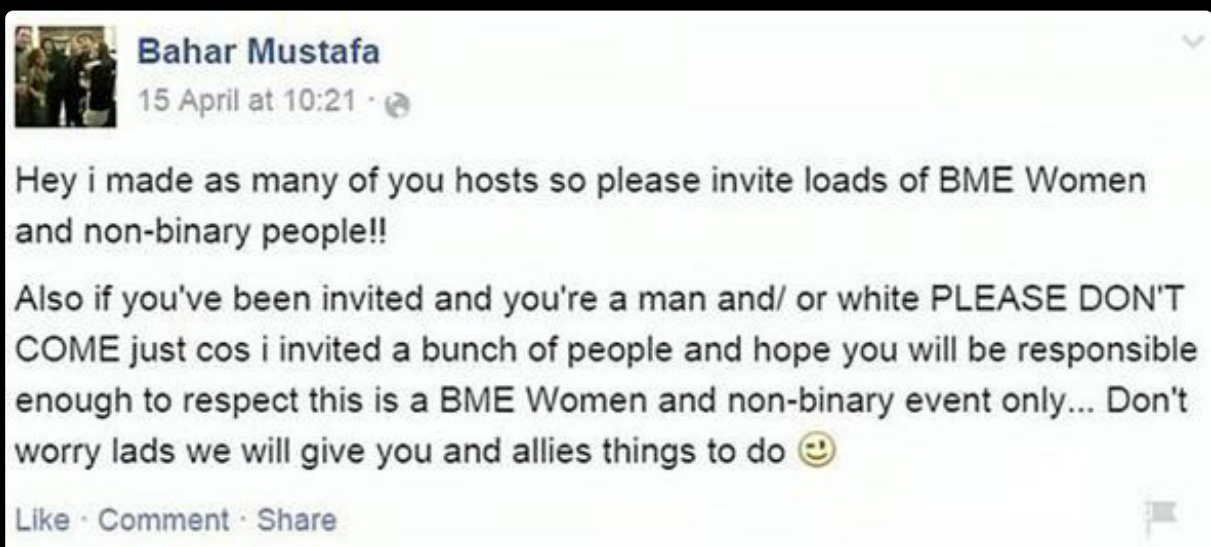 Bahar Mustafa
15 April at 10:21 ·
Hey i made as many of you hosts so please invite loads of BME Women
and non-binary people!!
Also if you've been invited and you're a man and/ or white PLEASE DON'T
COME just cos i invited a bunch of people and hope you will be responsible
enough to respect this is a BME Women and non-binary event only... Don't
worry lads we will give you and allies things to do 😉
Like · Comment · Share